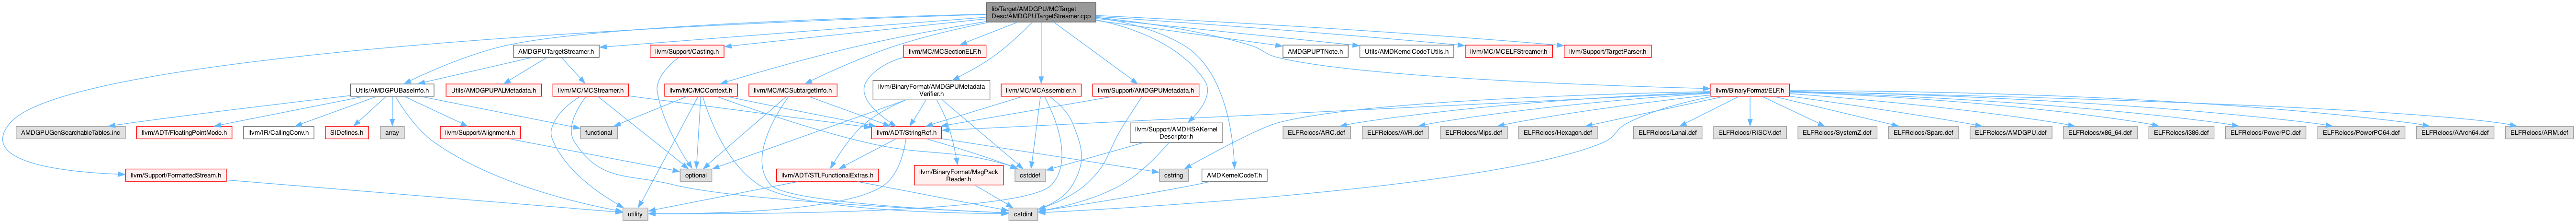 lib/Target/AMDGPU/MCTarget
Desc/AMDGPUTargetStreamer.cpp
AMDGPUTargetStreamer.h
llvm/Support/Casting.h
llvm/MC/MCSectionELF.h
AMDGPUPTNote.h
Utils/AMDKernelCodeTUtils.h
llvm/MC/MCELFStreamer.h
llvm/Support/TargetParser.h
Utils/AMDGPUBaseInfo.h
Utils/AMDGPUPALMetadata.h
llvm/MC/MCStreamer.h
llvm/MC/MCContext.h
llvm/MC/MCSubtargetInfo.h
llvm/BinaryFormat/AMDGPUMetadata
Verifier.h
llvm/MC/MCAssembler.h
llvm/Support/AMDGPUMetadata.h
llvm/BinaryFormat/ELF.h
AMDGPUGenSearchableTables.inc
llvm/ADT/FloatingPointMode.h
llvm/IR/CallingConv.h
SIDefines.h
array
llvm/Support/Alignment.h
functional
llvm/ADT/StringRef.h
llvm/Support/AMDHSAKernel
Descriptor.h
ELFRelocs/ARC.def
ELFRelocs/AVR.def
ELFRelocs/Mips.def
ELFRelocs/Hexagon.def
ELFRelocs/Lanai.def
ELFRelocs/RISCV.def
ELFRelocs/SystemZ.def
ELFRelocs/Sparc.def
ELFRelocs/AMDGPU.def
ELFRelocs/x86_64.def
ELFRelocs/i386.def
ELFRelocs/PowerPC.def
ELFRelocs/PowerPC64.def
ELFRelocs/AArch64.def
ELFRelocs/ARM.def
llvm/Support/FormattedStream.h
optional
llvm/ADT/STLFunctionalExtras.h
llvm/BinaryFormat/MsgPack
Reader.h
cstddef
cstring
AMDKernelCodeT.h
utility
cstdint